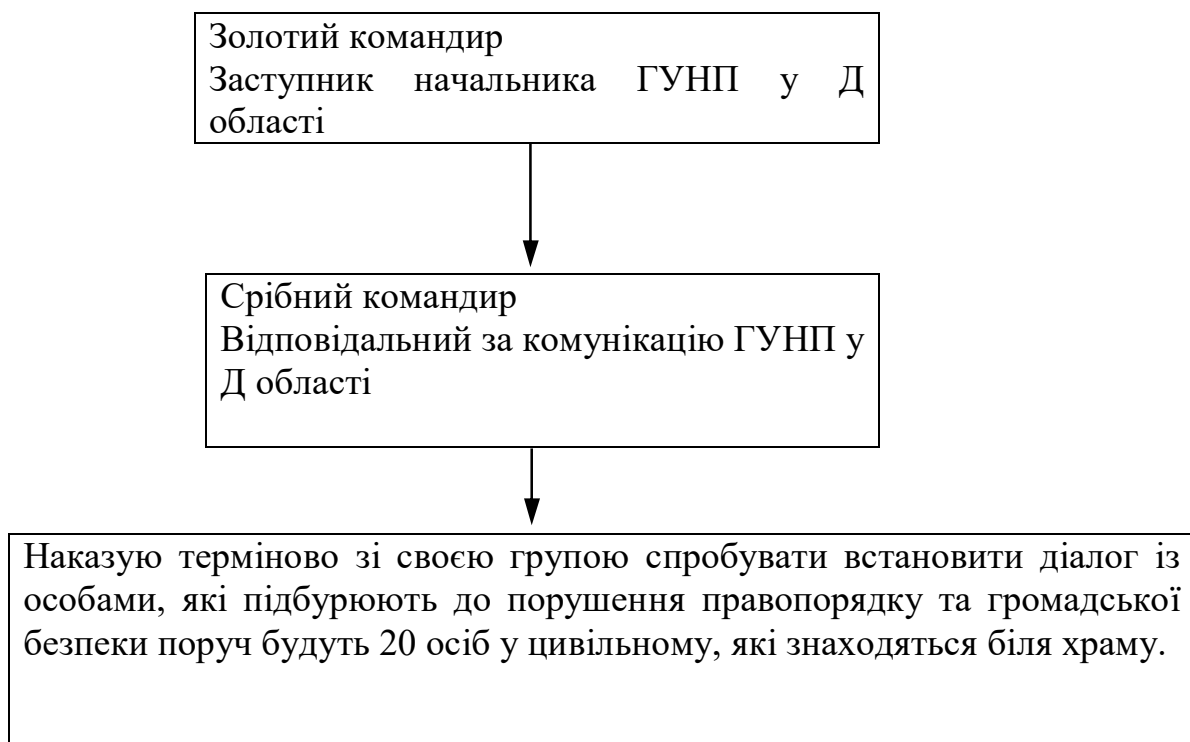 Золотий командир
Заступник начальника ГУНП у Д
області
Срібний командир
Відповідальний за комунікацію ГУНП у
Д області
Наказую терміново зі своєю групою спробувати встановити діалог із
особами, які підбурюють до порушення правопорядку та громадської
безпеки поруч будуть 20 осіб у цивільному, які знаходяться біля храму.